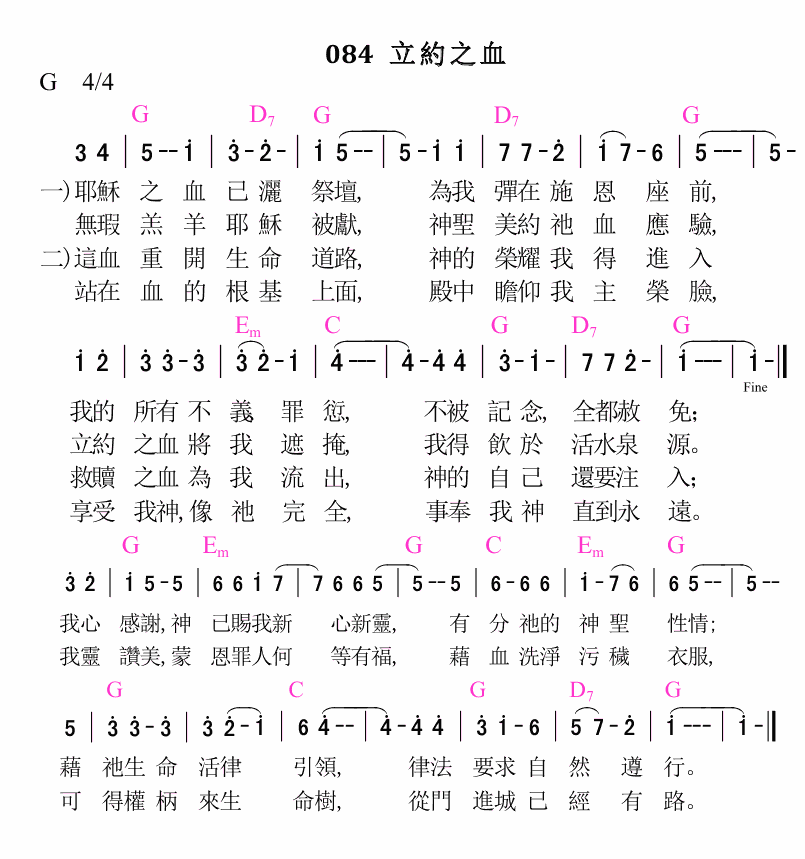 084 立約之血
G 4/4
G D7 G D7 G
3 4 | 5 -- i | 3̇ - 2̇ - | i 5 -- | 5 - i i | 7 7 - 2̇ | i 7 - 6 | 5 --- | 5 -
一)耶穌 之 血 已 灑 祭壇, 為我 彈在 施 恩 座 前,
無瑕 羔 羊 耶 穌 被獻, 神聖 美約 祂 血 應 驗,
二)這血 重 開 生 命 道路, 神的 榮耀 我 得 進 入
站在 血 的 根 基 上面, 殿中 瞻仰 我 主 榮 臉,
Em C G D7 G
i 2̇ | 3̇ 3̇ - 3̇ | 3̇ 2̇ - i | 4̇ --- | 4̇ - 4̇ 4̇ | 3̇ - i - | 7 7 2̇ - | i --- | i - ||
Fine
我的 所有 不 義、 罪 愆, 不被 記 念, 全都赦 免;
立約 之血 將 我 遮 掩, 我得 飲 於 活水泉 源。
救贖 之血 為 我 流 出, 神的 自 己 還要注 入;
享受 我神, 像 祂 完 全, 事奉 我 神 直到永 遠。
G Em G C Em G
3̇ 2̇ | i 5 - 5 | 6 6 i 7 | 7 6 6 5 | 5 -- 5 | 6 - 6 6 | i - 7 6 | 6 5 -- | 5 --
我心 感謝, 神 已賜我新 心新靈, 有 分 祂的 神 聖 性情;
我靈 讚美, 蒙 恩罪人何 等有福, 藉 血 洗淨 污 穢 衣服,
G C G D7 G
5 | 3̇ 3̇ - 3̇ | 3̇ 2̇ - i | 6 4̇ -- | 4̇ - 4̇ 4̇ | 3̇ i - 6 | 5 7 - 2̇ | i --- | i - ||
藉 祂生 命 活律 引領, 律法 要求 自 然 遵 行。
可 得權 柄 來生 命樹, 從門 進城 已 經 有 路。